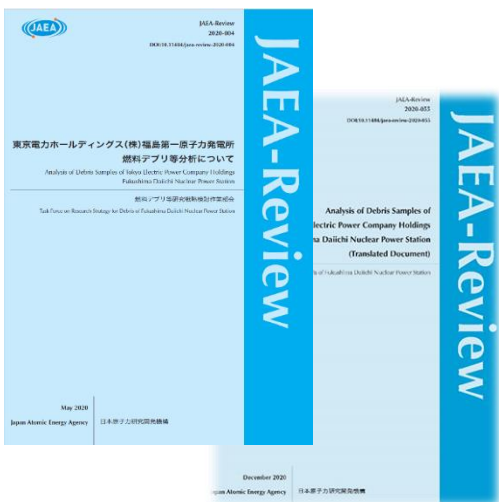 JAEA
JAEA-Review
2020-004
DOI:10.11484/jaea-review-2020-004
東京電力ホールディングス(株)福島第一原子力発電所
燃料デブリ等分析について
Analysis of Debris Samples of Tokyo Electric Power Company Holdings
Fukushima Daiichi Nuclear Power Station
燃料デブリ等研究戦略検討作業部会
Task Force on Research Strategy for Debris of Fukushima Daiichi Nuclear Power Station
May 2020
Japan Atomic Energy Agency
日本原子力研究開発機構
JAEA-Review
JAEA-Review
2020-055
DOI:10.11484/jaea-review-2020-055
Analysis of Debris Samples of
lectric Power Company Holdings
Daiichi Nuclear Power Station
(Translated Document)
of Fukushima Daiichi Nuclear Power Station
December 2020
Atomic Energy Agency
日本原子力研究開発機構
JAEA-Review